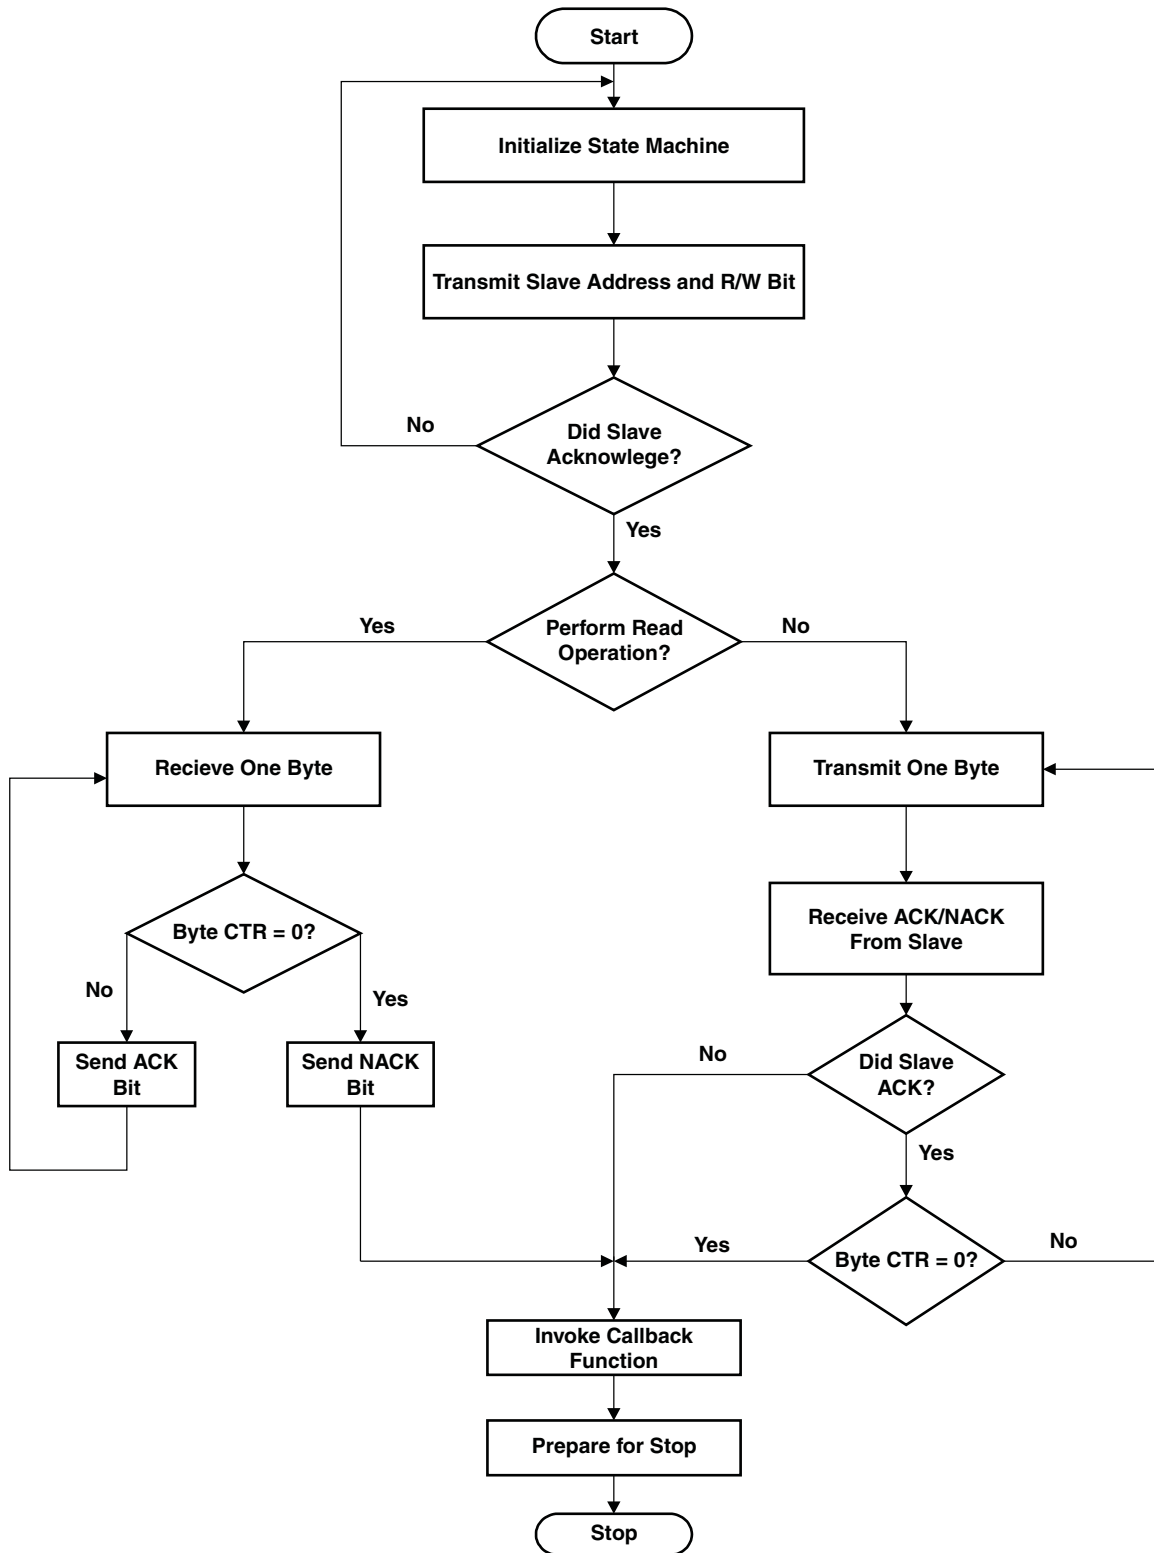 Start
Initialize State Machine
Transmit Slave Address and R/W Bit
No
Did Slave
Acknowlege?
Yes
Yes
Perform Read
Operation?
No
Recieve One Byte
Transmit One Byte
Byte CTR = 0?
Receive ACK/NACK
From Slave
No
Yes
Send ACK
Bit
Send NACK
Bit
No
Did Slave
ACK?
Yes
Yes
Byte CTR = 0?
No
Invoke Callback
Function
Prepare for Stop
Stop